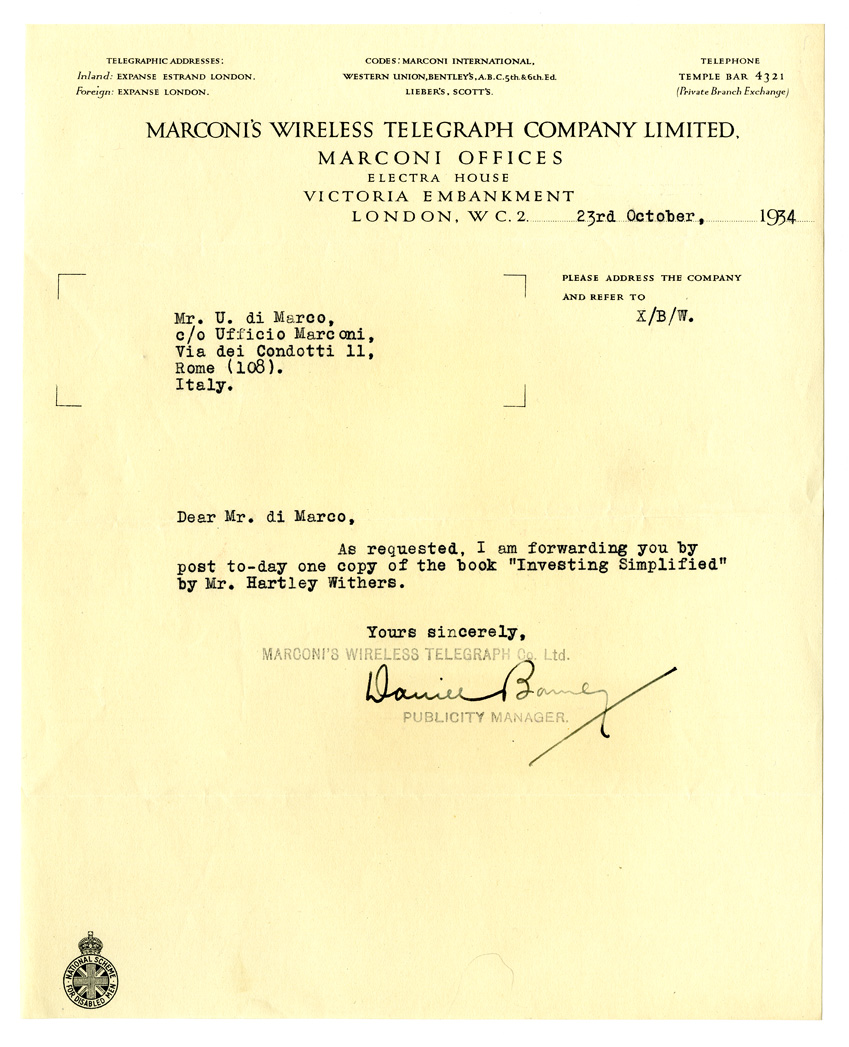 TELEGRAPHIC ADDRESSES:
Inland: EXPANSE ESTRAND LONDON.
Foreign: EXPANSE LONDON.
CODES: MARCONI INTERNATIONAL,
WESTERN UNION, BENTLEY'S, A.B.C. 5th. & 6th. Ed.
LIEBER'S, SCOTT'S.
TELEPHONE
TEMPLE BAR 4321
(Private Branch Exchange)
MARCONI'S WIRELESS TELEGRAPH COMPANY LIMITED.
MARCONI OFFICES
ELECTRA HOUSE
VICTORIA EMBANKMENT
LONDON, W C. 2. 23rd October, 1934
PLEASE ADDRESS THE COMPANY
AND REFER TO
X/B/W.
Mr. U. di Marco,
c/o Ufficio Marconi,
Via dei Condotti 11,
Rome (108).
Italy.
Dear Mr. di Marco,
As requested, I am forwarding you by
post to-day one copy of the book "Investing Simplified"
by Mr. Hartley Withers.
Yours sincerely,
MARCONI'S WIRELESS TELEGRAPH Co. Ltd.
Daniel
PUBLICITY MANAGER.
NATIONAL SCHEME
FOR DISABLED MEN